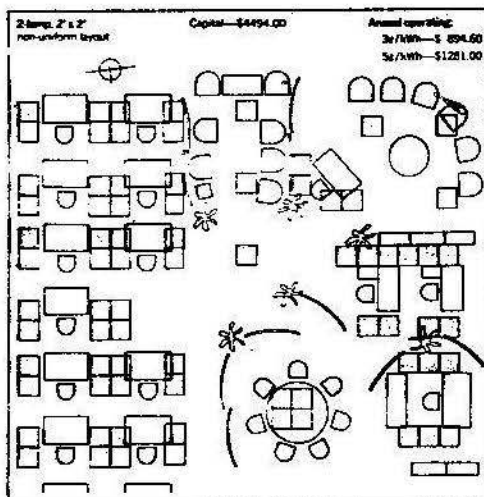 2-lamp, 2' x 2'
non-uniform layout
Capital—$4494.00
Annual operating:
3¢/kWh—$ 894.60
5¢/kWh—$1281.00